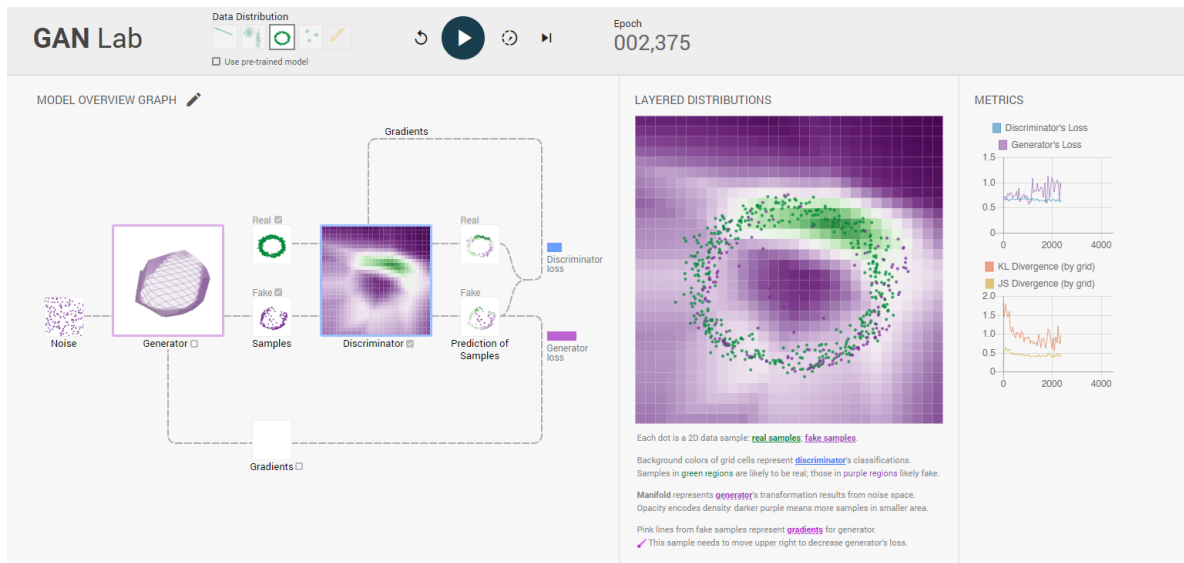 GAN Lab
Data Distribution
Use pre-trained model
Epoch
002,375
MODEL OVERVIEW GRAPH
Gradients
Real
Fake
Real
Fake
Discriminator
loss
Generator
loss
Noise
Generator
Samples
Discriminator
Prediction of
Samples
Gradients
LAYERED DISTRIBUTIONS
Each dot is a 2D data sample: real samples; fake samples.
Background colors of grid cells represent discriminator's classifications.
Samples in green regions are likely to be real; those in purple regions likely fake.
Manifold represents generator's transformation results from noise space.
Opacity encodes density: darker purple means more samples in smaller area.
Pink lines from fake samples represent gradients for generator.
This sample needs to move upper right to decrease generator's loss.
METRICS
Discriminator's Loss
Generator's Loss
1.5
1.0
0.5
0
0 2000 4000
KL Divergence (by grid)
JS Divergence (by grid)
2.0
1.5
1.0
0.5
0
0 2000 4000